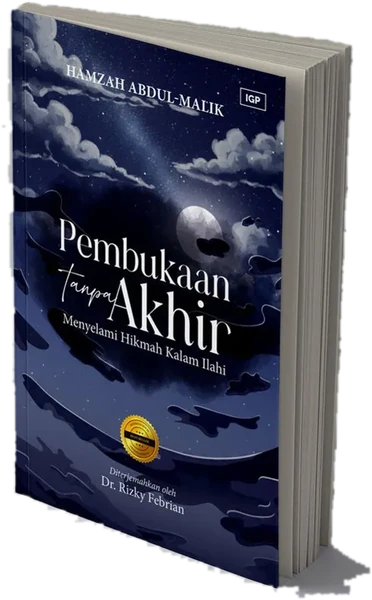 HAMZAH ABDUL-MALIK
IGP
Pembukaan
tanpa
Akhir
Menyelami Hikmah Kalam Ilahi
Diterjemahkan oleh
Dr. Rizky Febrian